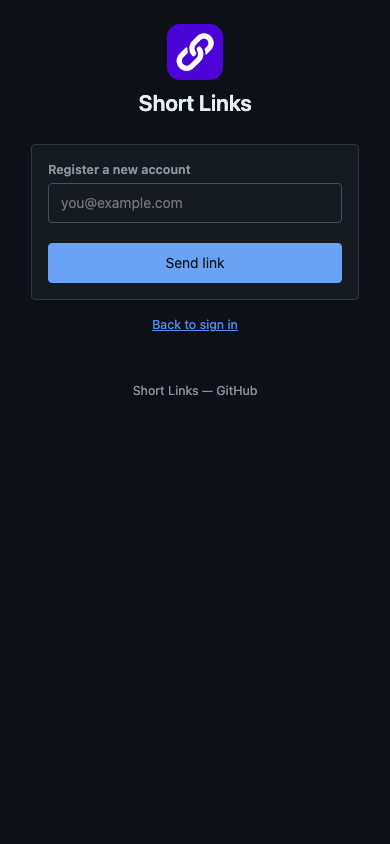 Short Links
Register a new account
you@example.com
Send link
Back to sign in
Short Links — GitHub